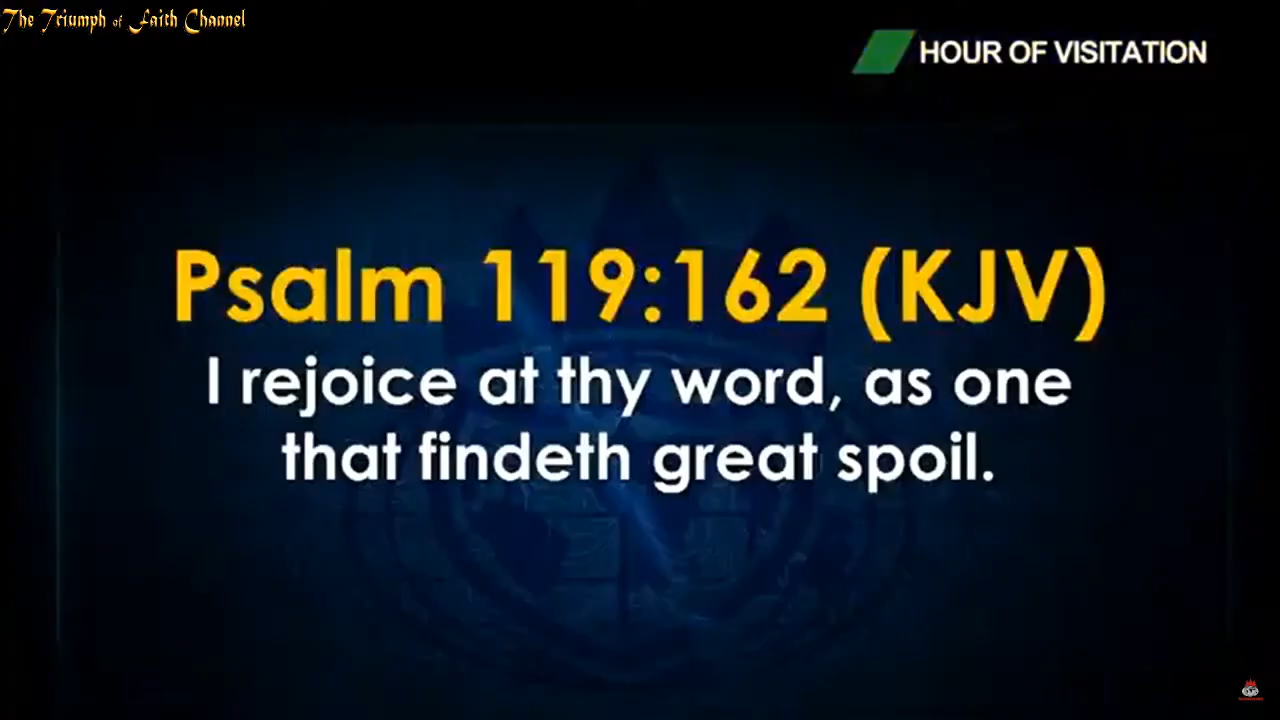 The Triumph of Faith Channel
HOUR OF VISITATION
Psalm 119:162 (KJV)
I rejoice at thy word, as one
that findeth great spoil.